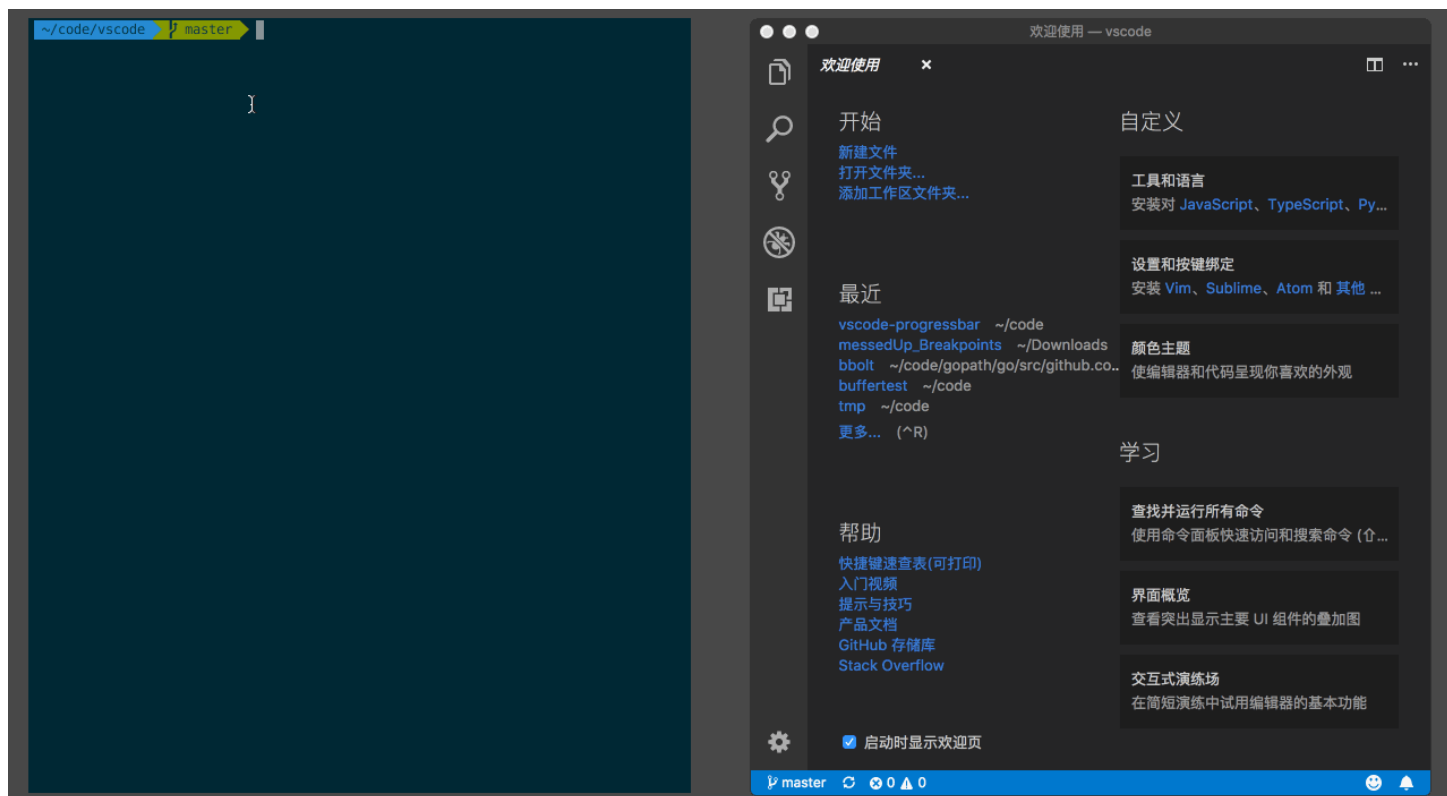 ~/code/vscode master
欢迎使用 — vscode
欢迎使用
开始
新建文件
打开文件夹...
添加工作区文件夹...
最近
vscode-progressbar ~/code
messedUp_Breakpoints ~/Downloads
bbolt ~/code/gopath/go/src/github.co...
buffertest ~/code
tmp ~/code
更多... (^R)
帮助
快捷键速查表(可打印)
入门视频
提示与技巧
产品文档
GitHub 存储库
Stack Overflow
启动时显示欢迎页
自定义
工具和语言
安装对 JavaScript、TypeScript、Py...
设置和按键绑定
安装 Vim、Sublime、Atom 和 其他 ...
颜色主题
使编辑器和代码呈现你喜欢的外观
学习
查找并运行所有命令
使用命令面板快速访问和搜索命令 (⇧...
界面概览
查看突出显示主要 UI 组件的叠加图
交互式演练场
在简短演练中试用编辑器的基本功能
master 0 0